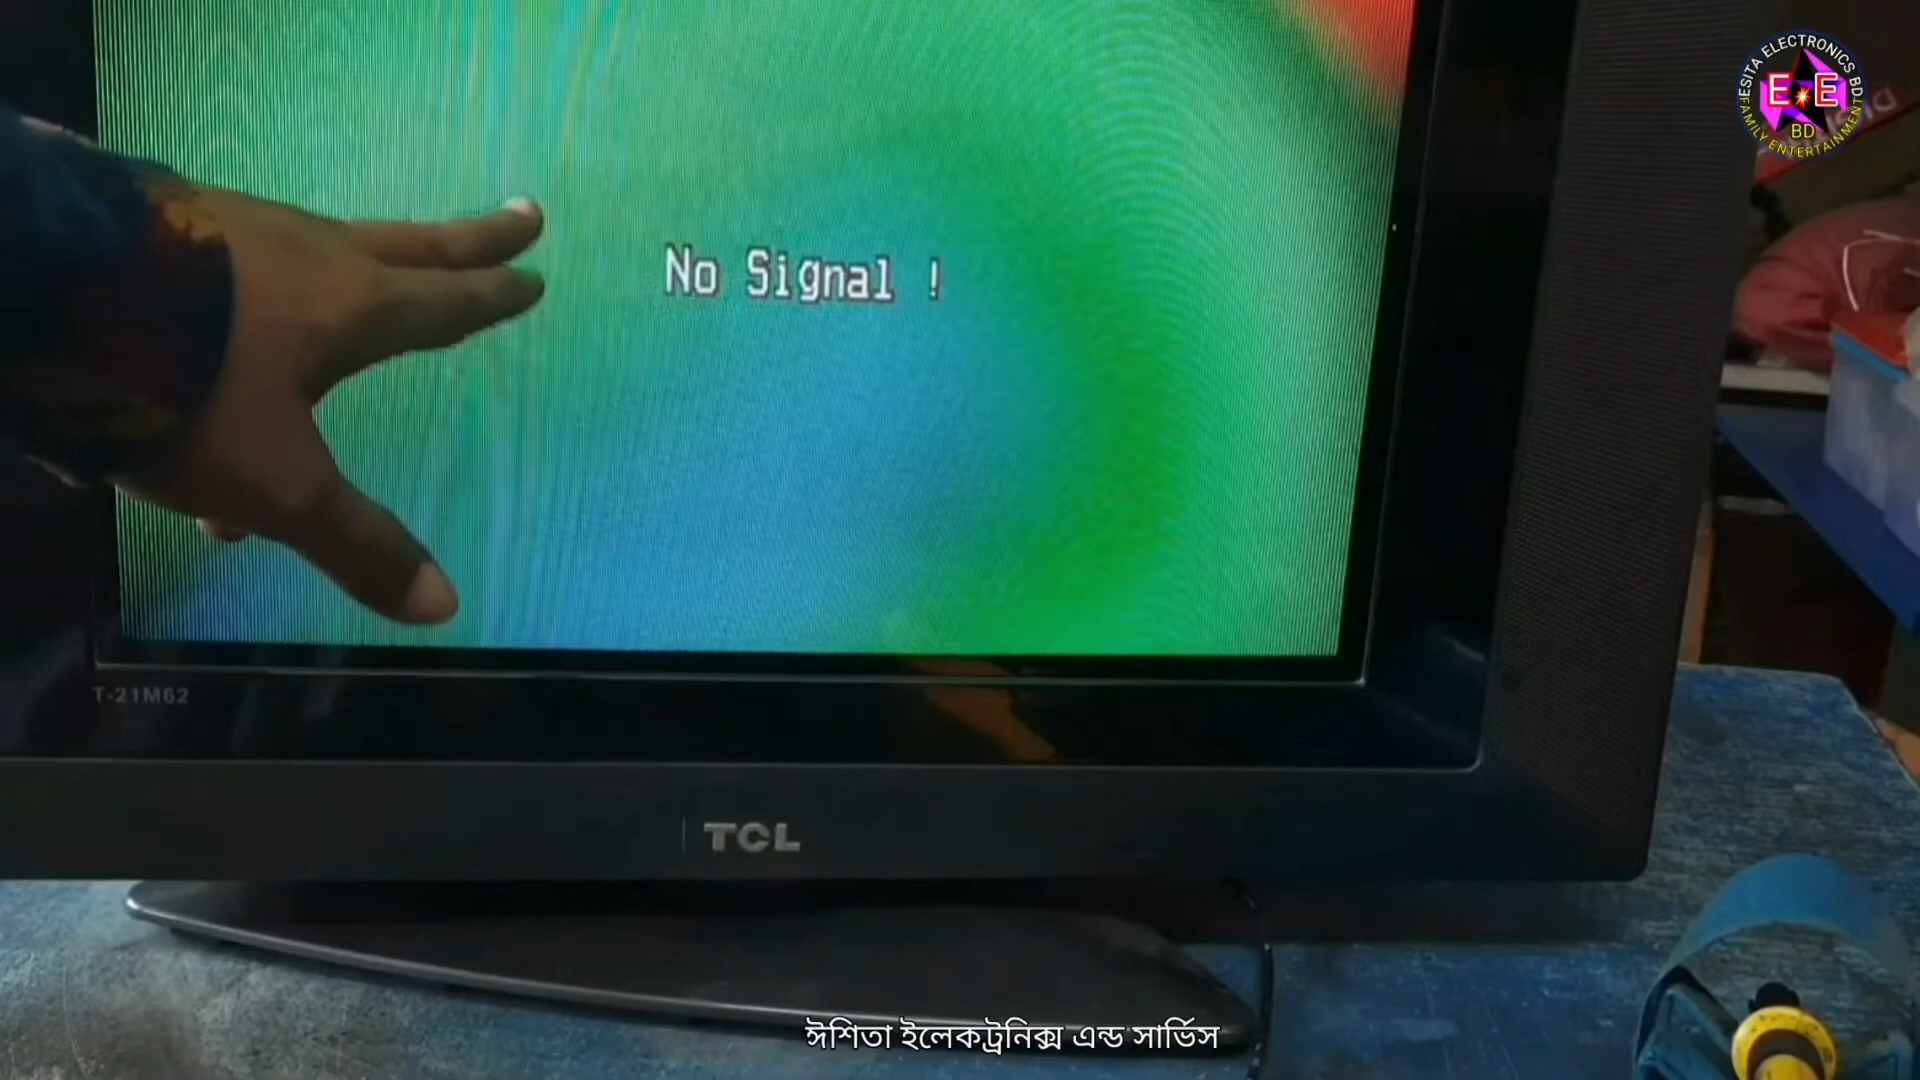 ESITA ELECTRONICS BD
E E
BD
FAMILY ENTERTAINMENT
No Signal !
T-21M62
TCL
ঈশিতা ইলেকট্রনিক্স এন্ড সার্ভিস